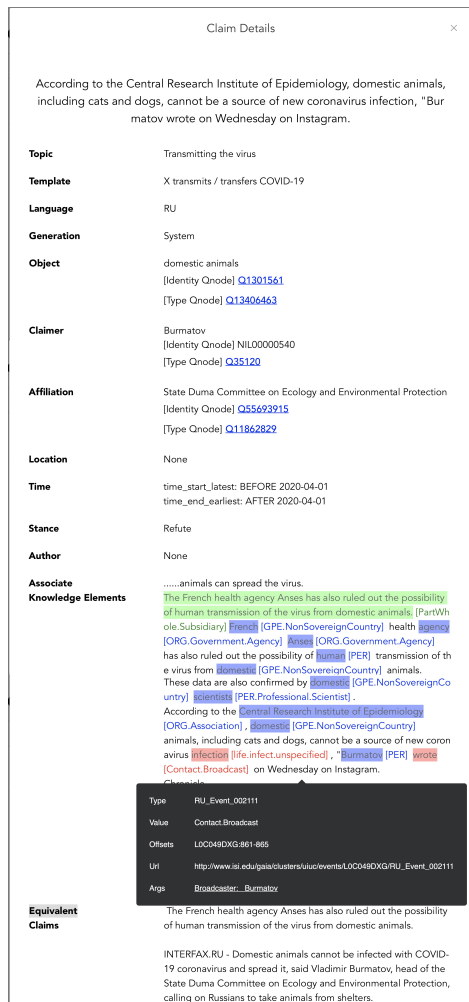 Claim Details
×
According to the Central Research Institute of Epidemiology, domestic animals,
including cats and dogs, cannot be a source of new coronavirus infection, "Bur
matov wrote on Wednesday on Instagram.
Topic Transmitting the virus
Template X transmits / transfers COVID-19
Language RU
Generation System
Object domestic animals
[Identity Qnode] Q1301561
[Type Qnode] Q13406463
Claimer Burmatov
[Identity Qnode] NIL00000540
[Type Qnode] Q35120
Affiliation State Duma Committee on Ecology and Environmental Protection
[Identity Qnode] Q55693915
[Type Qnode] Q11862829
Location None
Time time_start_latest: BEFORE 2020-04-01
time_end_earliest: AFTER 2020-04-01
Stance Refute
Author None
Associate ......animals can spread the virus.
Knowledge Elements The French health agency Anses has also ruled out the possibility
of human transmission of the virus from domestic animals. [PartWh
ole.Subsidiary] French [GPE.NonSovereignCountry] health agency
[ORG.Government.Agency] Anses [ORG.Government.Agency]
has also ruled out the possibility of human [PER] transmission of th
e virus from domestic [GPE.NonSovereignCountry] animals.
These data are also confirmed by domestic [GPE.NonSovereignCo
untry] scientists [PER.Professional.Scientist] .
According to the Central Research Institute of Epidemiology
[ORG.Association] , domestic [GPE.NonSovereignCountry]
animals, including cats and dogs, cannot be a source of new coron
avirus infection [life.infect.unspecified] , "Burmatov [PER] wrote
[Contact.Broadcast] on Wednesday on Instagram.
Type RU_Event_002111
Value Contact.Broadcast
Offsets L0C049DXG:861-865
Url http://www.isi.edu/gaia/clusters/uiuc/events/L0C049DXG/RU_Event_002111
Args Broadcaster: Burmatov
Equivalent The French health agency Anses has also ruled out the possibility
Claims of human transmission of the virus from domestic animals.
INTERFAX.RU - Domestic animals cannot be infected with COVID-
19 coronavirus and spread it, said Vladimir Burmatov, head of the
State Duma Committee on Ecology and Environmental Protection,
calling on Russians to take animals from shelters.